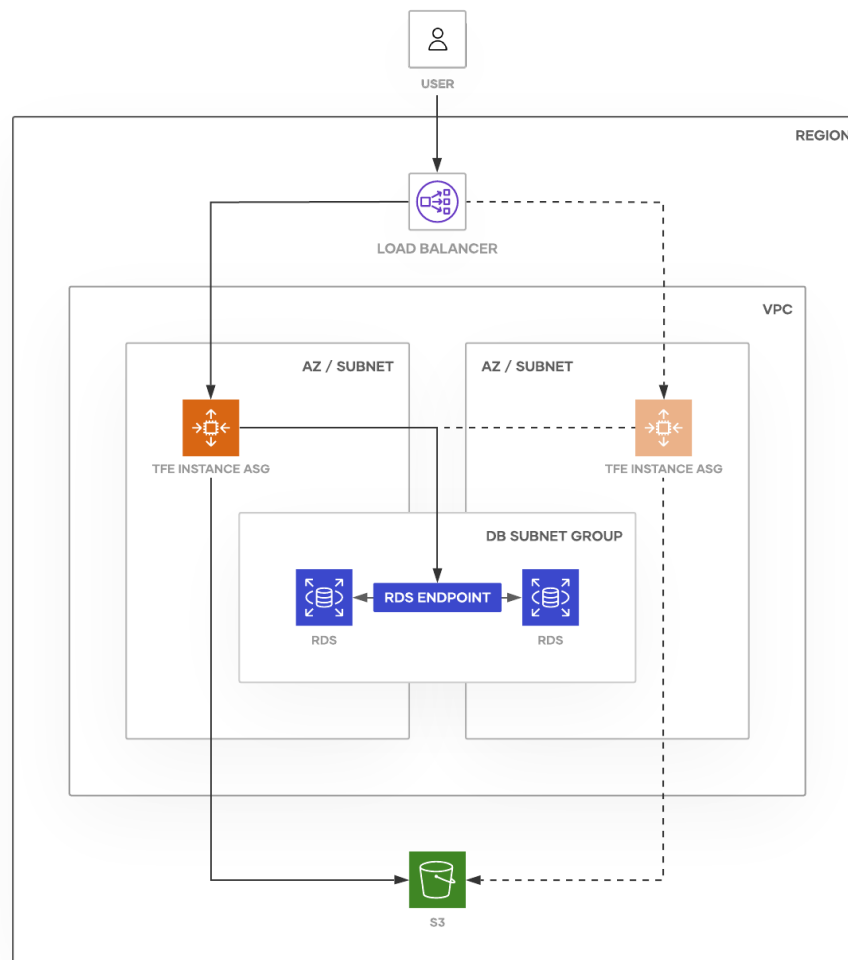 USER
REGION
LOAD BALANCER
VPC
AZ / SUBNET
AZ / SUBNET
TFE INSTANCE ASG
TFE INSTANCE ASG
DB SUBNET GROUP
RDS ENDPOINT
RDS
RDS
S3